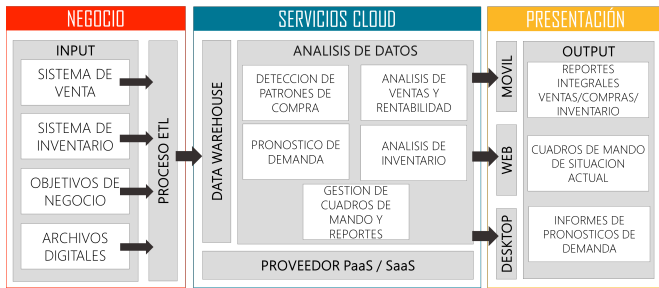 NEGOCIO
INPUT
SISTEMA DE
VENTA
SISTEMA DE
INVENTARIO
OBJETIVOS DE
NEGOCIO
ARCHIVOS
DIGITALES
PROCESO ETL
SERVICIOS CLOUD
DATA WAREHOUSE
ANALISIS DE DATOS
DETECCION DE
PATRONES DE
COMPRA
ANALISIS DE
VENTAS Y
RENTABILIDAD
PRONOSTICO DE
DEMANDA
ANALISIS DE
INVENTARIO
GESTION DE
CUADROS DE
MANDO Y
REPORTES
PROVEEDOR PaaS / SaaS
PRESENTACIÓN
MOVIL
WEB
DESKTOP
OUTPUT
REPORTES
INTEGRALES
VENTAS/COMPRAS/
INVENTARIO
CUADROS DE MANDO
DE SITUACION
ACTUAL
INFORMES DE
PRONOSTICOS DE
DEMANDA